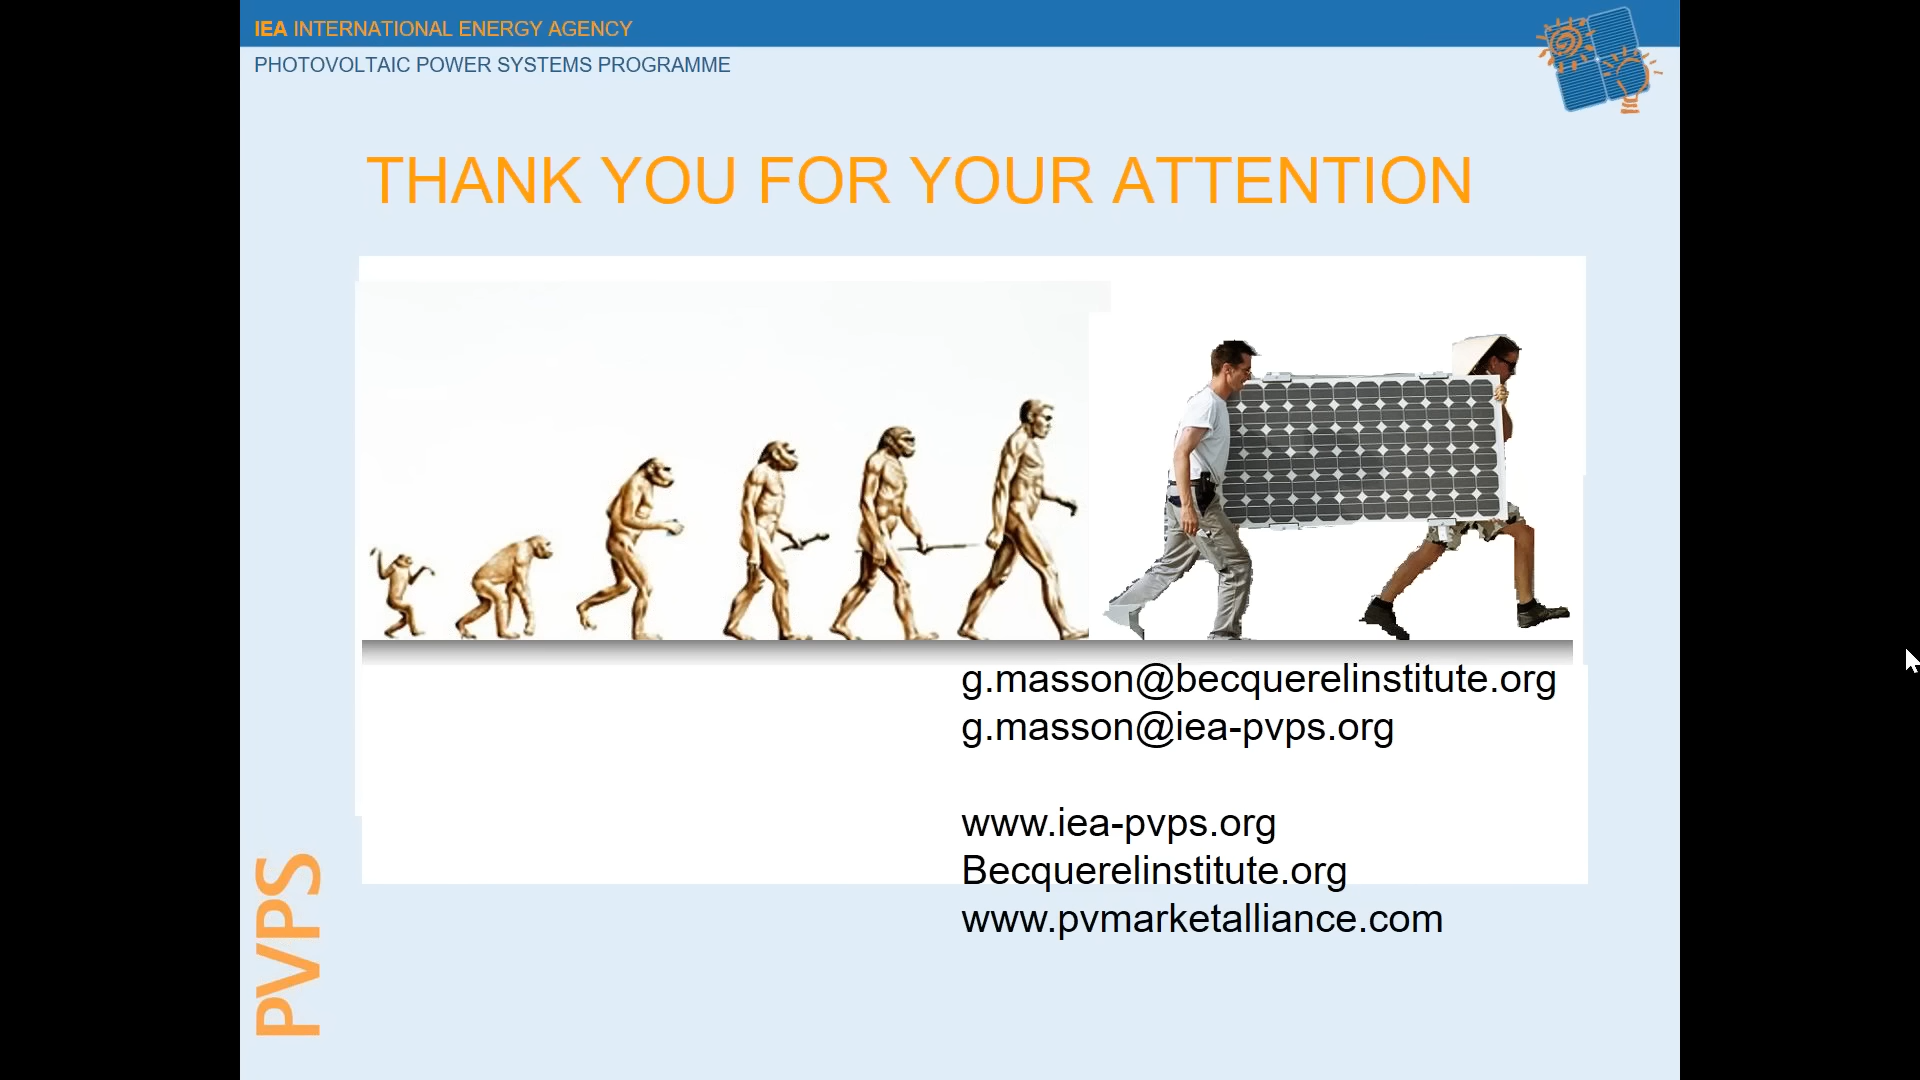 IEA INTERNATIONAL ENERGY AGENCY
PHOTOVOLTAIC POWER SYSTEMS PROGRAMME
THANK YOU FOR YOUR ATTENTION
g.masson@becquerelinstitute.org
g.masson@iea-pvps.org
www.iea-pvps.org
Becquerelinstitute.org
www.pvmarketalliance.com
PVPS